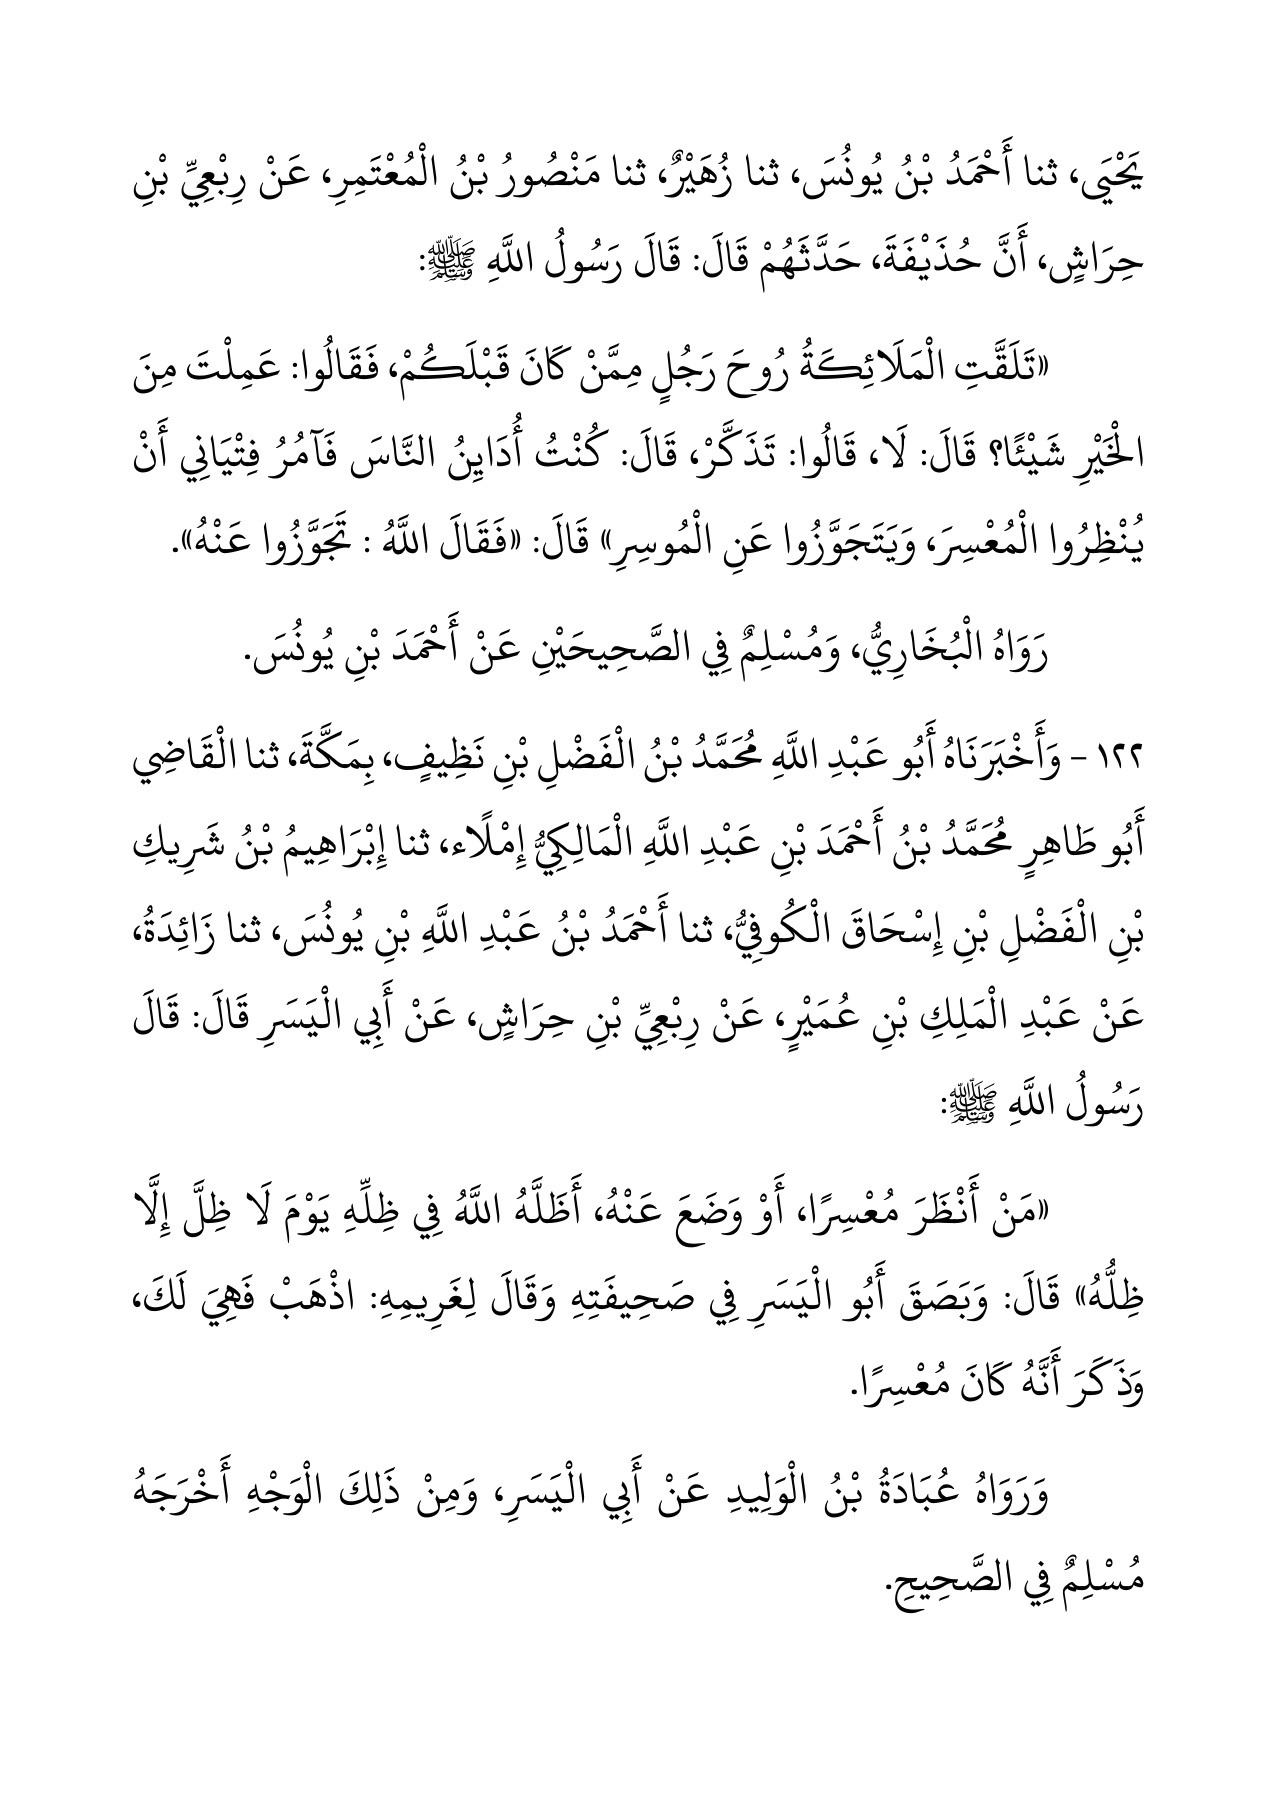 يَحْيَى، ثنا أَحْمَدُ بْنُ يُونُسَ، ثنا زُهَيْرٌ، ثنا مَنْصُورُ بْنُ الْمُعْتَمِرِ، عَنْ رِبْعِيِّ بْنِ
حِرَاشٍ، أَنَّ حُذَيْفَةَ، حَدَّثَهُمْ قَالَ: قَالَ رَسُولُ اللَّهِ ﷺ:
«تَلَقَّتِ الْمَلَائِكَةُ رُوحَ رَجُلٍ مِمَّنْ كَانَ قَبْلَكُمْ، فَقَالُوا: عَمِلْتَ مِنَ
الْخَيْرِ شَيْئًا؟ قَالَ: لَا، قَالُوا: تَذَكَّرْ، قَالَ: كُنْتُ أُدَايِنُ النَّاسَ فَآمُرُ فِتْيَانِي أَنْ
يُنْظِرُوا الْمُعْسِرَ، وَيَتَجَوَّزُوا عَنِ الْمُوسِرِ» قَالَ: «فَقَالَ اللَّهُ : تَجَوَّزُوا عَنْهُ».
رَوَاهُ الْبُخَارِيُّ، وَمُسْلِمٌ فِي الصَّحِيحَيْنِ عَنْ أَحْمَدَ بْنِ يُونُسَ.
١٢٢ - وَأَخْبَرَنَاهُ أَبُو عَبْدِ اللَّهِ مُحَمَّدُ بْنُ الْفَضْلِ بْنِ نَظِيفٍ، بِمَكَّةَ، ثنا الْقَاضِي
أَبُو طَاهِرٍ مُحَمَّدُ بْنُ أَحْمَدَ بْنِ عَبْدِ اللَّهِ الْمَالِكِيُّ إِمْلَاء، ثنا إِبْرَاهِيمُ بْنُ شَرِيكِ
بْنِ الْفَضْلِ بْنِ إِسْحَاقَ الْكُوفِيُّ، ثنا أَحْمَدُ بْنُ عَبْدِ اللَّهِ بْنِ يُونُسَ، ثنا زَائِدَةُ،
عَنْ عَبْدِ الْمَلِكِ بْنِ عُمَيْرٍ، عَنْ رِبْعِيِّ بْنِ حِرَاشٍ، عَنْ أَبِي الْيَسَرِ قَالَ: قَالَ
رَسُولُ اللَّهِ ﷺ:
«مَنْ أَنْظَرَ مُعْسِرًا، أَوْ وَضَعَ عَنْهُ، أَظَلَّهُ اللَّهُ فِي ظِلِّهِ يَوْمَ لَا ظِلَّ إِلَّا
ظِلُّهُ» قَالَ: وَبَصَقَ أَبُو الْيَسَرِ فِي صَحِيفَتِهِ وَقَالَ لِغَرِيمِهِ: اذْهَبْ فَهِيَ لَكَ،
وَذَكَرَ أَنَّهُ كَانَ مُعْسِرًا.
وَرَوَاهُ عُبَادَةُ بْنُ الْوَلِيدِ عَنْ أَبِي الْيَسَرِ، وَمِنْ ذَلِكَ الْوَجْهِ أَخْرَجَهُ
مُسْلِمٌ فِي الصَّحِيحِ.